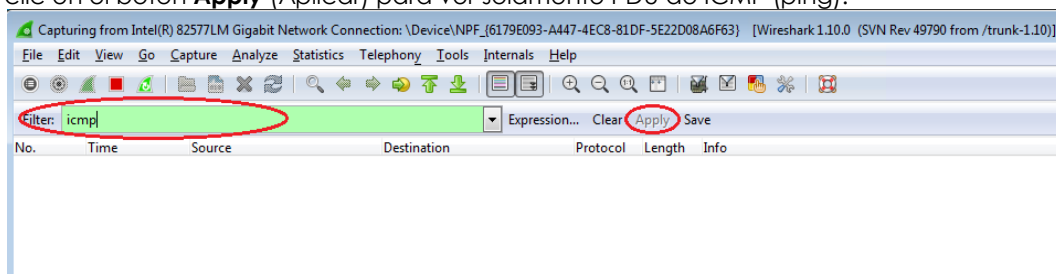 clic en el botón Apply (Aplicar) para ver solamente PDU de ICMP (ping).
Capturing from Intel(R) 82577LM Gigabit Network Connection: \Device\NPF_{6179E093-A447-4EC8-81DF-5E22D08A6F63} [Wireshark 1.10.0 (SVN Rev 49790 from /trunk-1.10)]
File Edit View Go Capture Analyze Statistics Telephony Tools Internals Help
Filter: icmp Expression... Clear Apply Save
No. Time Source Destination Protocol Length Info